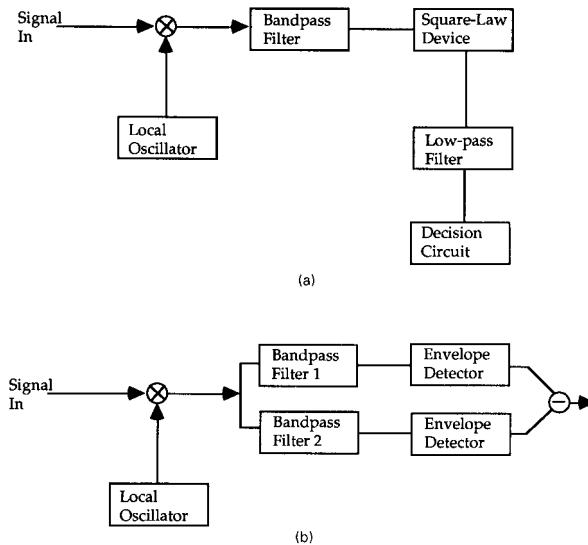 Signal
In
Bandpass
Filter
Square-Law
Device
Local
Oscillator
Low-pass
Filter
Decision
Circuit
(a)
Signal
In
Bandpass
Filter 1
Envelope
Detector
Bandpass
Filter 2
Envelope
Detector
Local
Oscillator
(b)